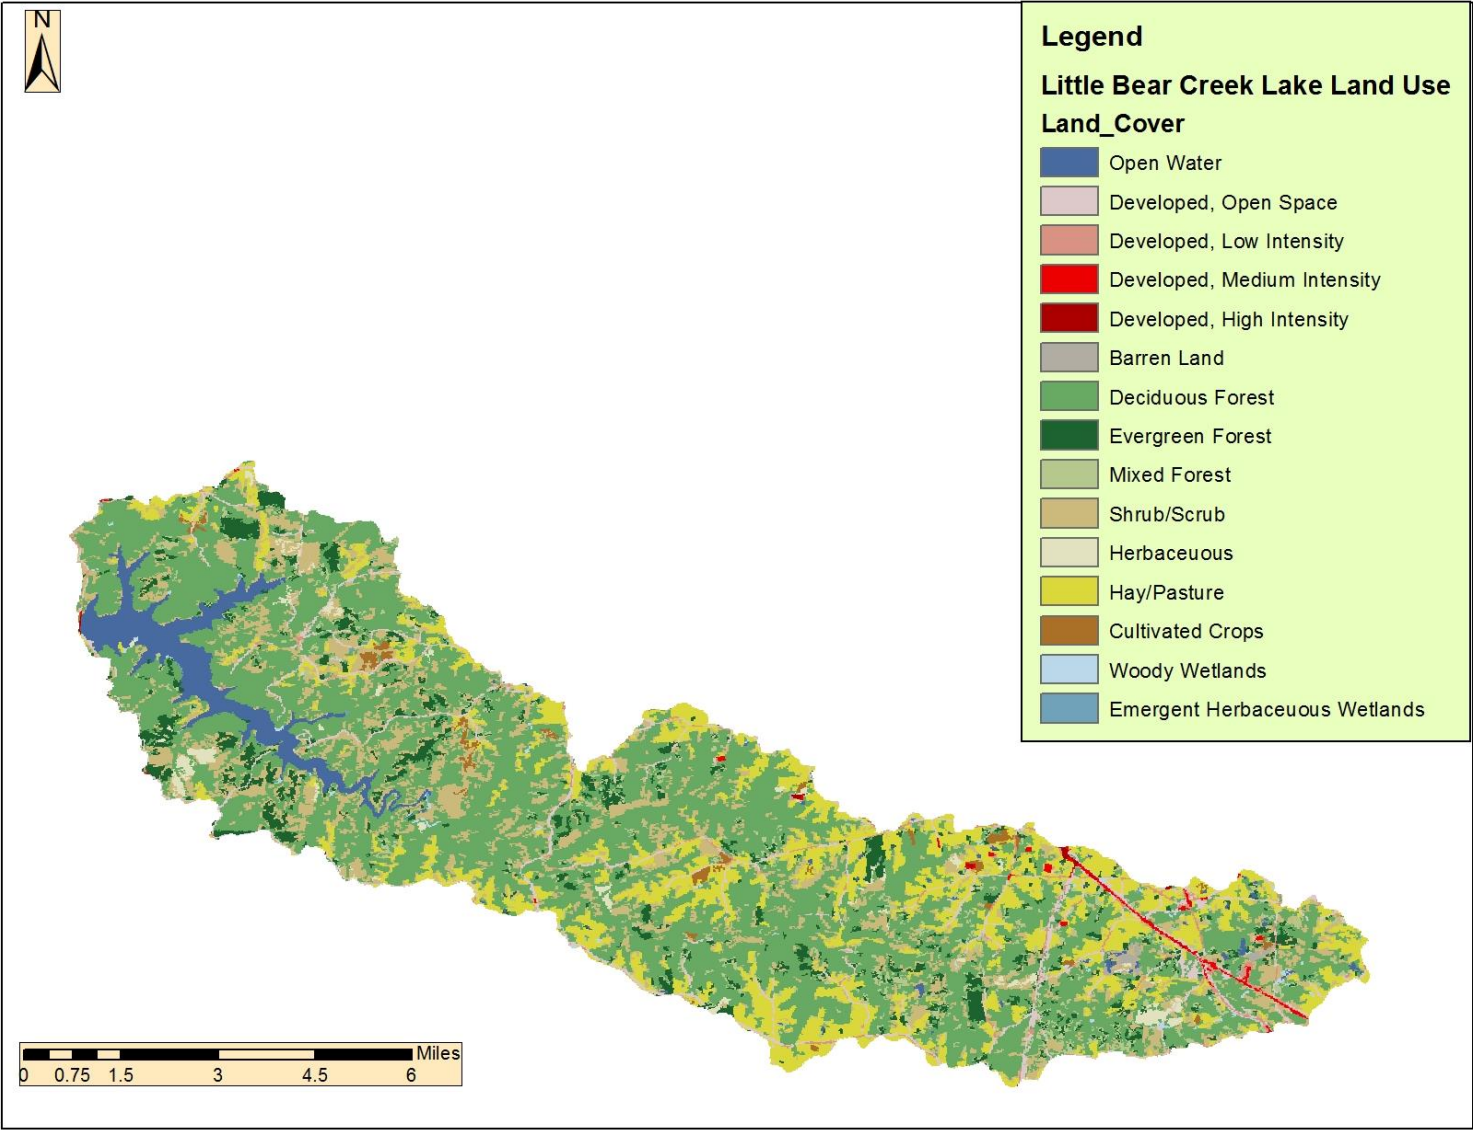 N
Legend
Little Bear Creek Lake Land Use
Land_Cover
Open Water
Developed, Open Space
Developed, Low Intensity
Developed, Medium Intensity
Developed, High Intensity
Barren Land
Deciduous Forest
Evergreen Forest
Mixed Forest
Shrub/Scrub
Herbaceuous
Hay/Pasture
Cultivated Crops
Woody Wetlands
Emergent Herbaceuous Wetlands
Miles
0 0.75 1.5 3 4.5 6